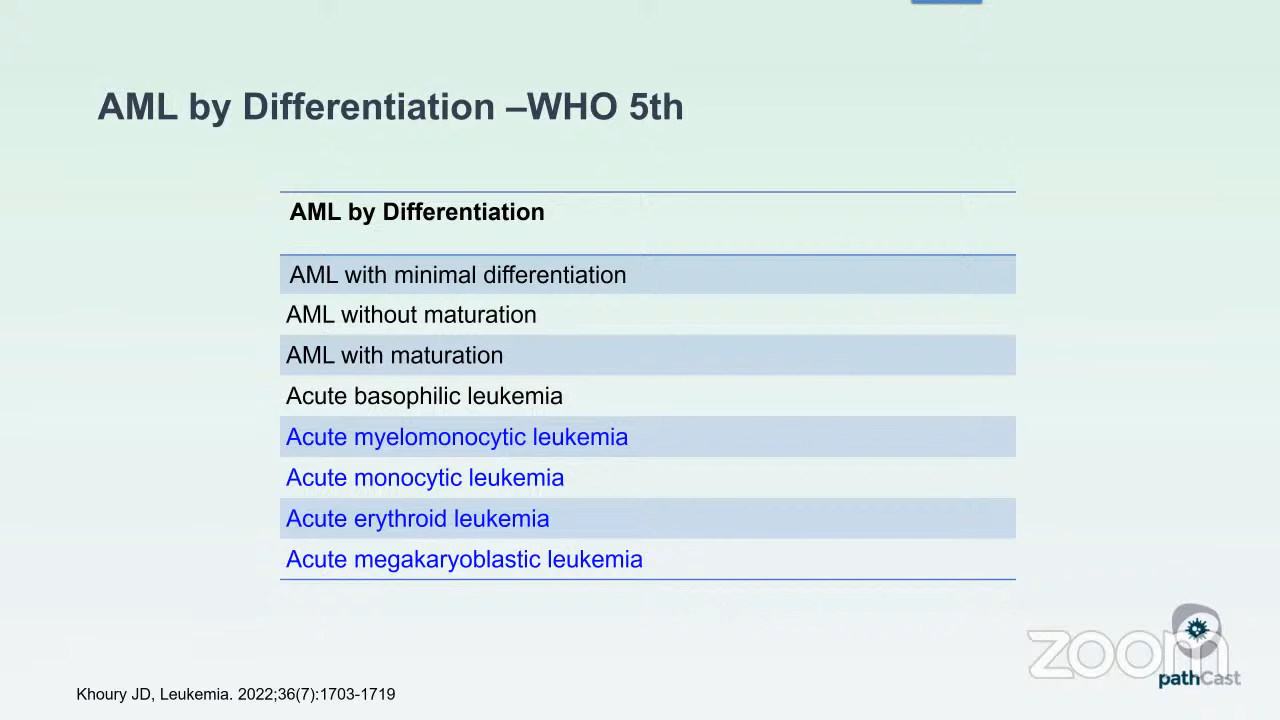 AML by Differentiation –WHO 5th
AML by Differentiation
AML with minimal differentiation
AML without maturation
AML with maturation
Acute basophilic leukemia
Acute myelomonocytic leukemia
Acute monocytic leukemia
Acute erythroid leukemia
Acute megakaryoblastic leukemia
zoom
pathCast
Khoury JD, Leukemia. 2022;36(7):1703-1719